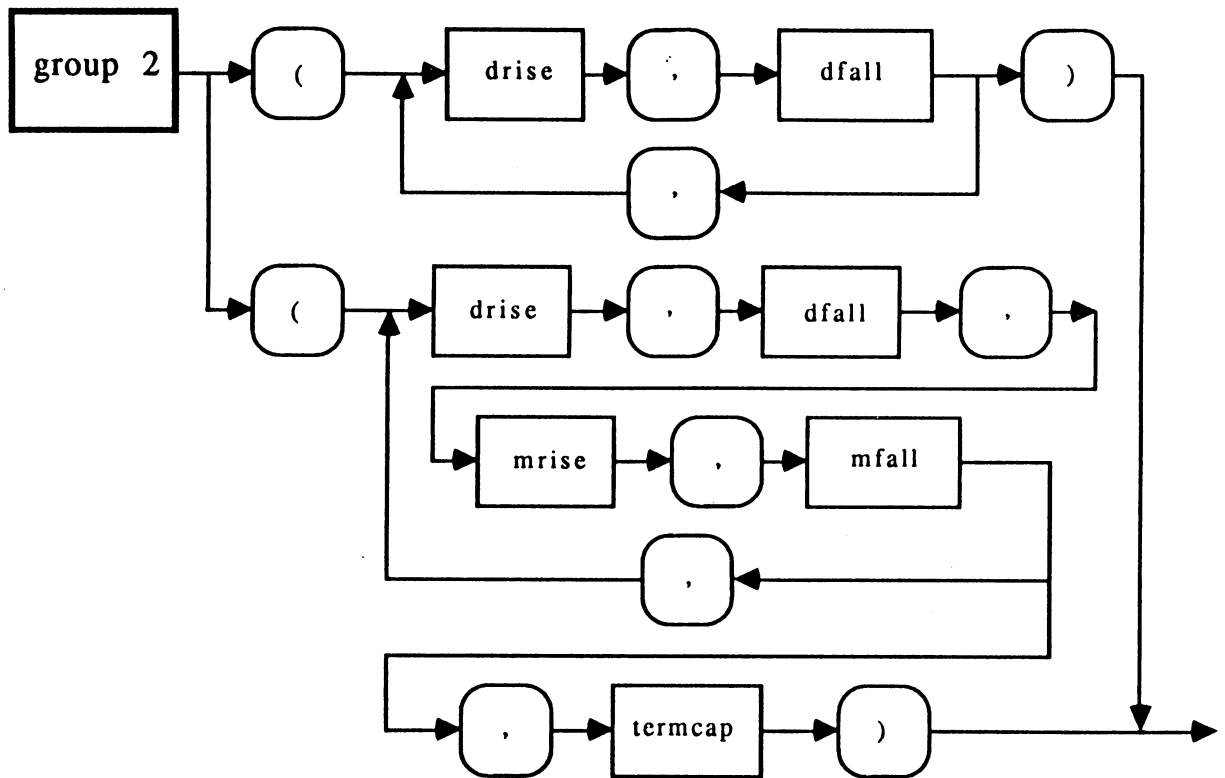 group 2 ( drise , dfall )
,
( drise , dfall ,
mrise , mfall
,
, termcap )